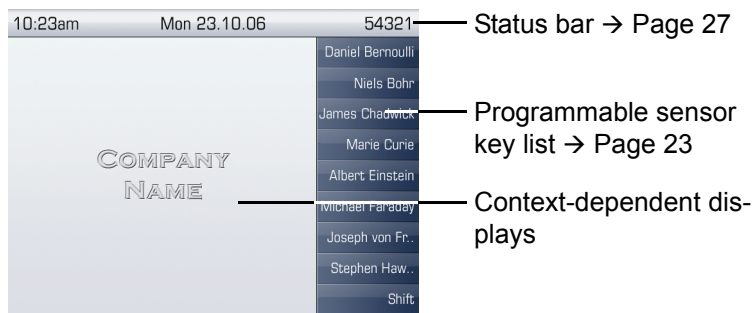 10:23am Mon 23.10.06 54321
Status bar → Page 27
Daniel Bernoulli
Niels Bohr
James Chadwick
Marie Curie
Albert Einstein
Michael Faraday
Joseph von Fr..
Stephen Haw..
Shift
COMPANY
NAME
Programmable sensor
key list → Page 23
Context-dependent dis-
plays